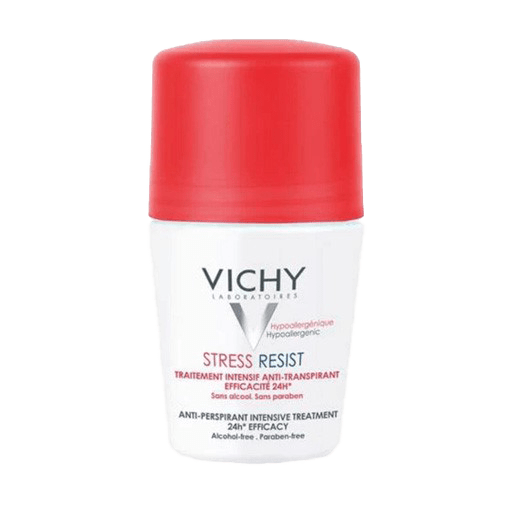 VICHY
LABORATOIRES
Hypoallergénique
Hypoallergenic
STRESS RESIST
TRAITEMENT INTENSIF ANTI-TRANSPIRANT
EFFICACITÉ 24H*
Sans alcool. Sans paraben
ANTI-PERSPIRANT INTENSIVE TREATMENT
24h* EFFICACY
Alcohol-free . Paraben-free